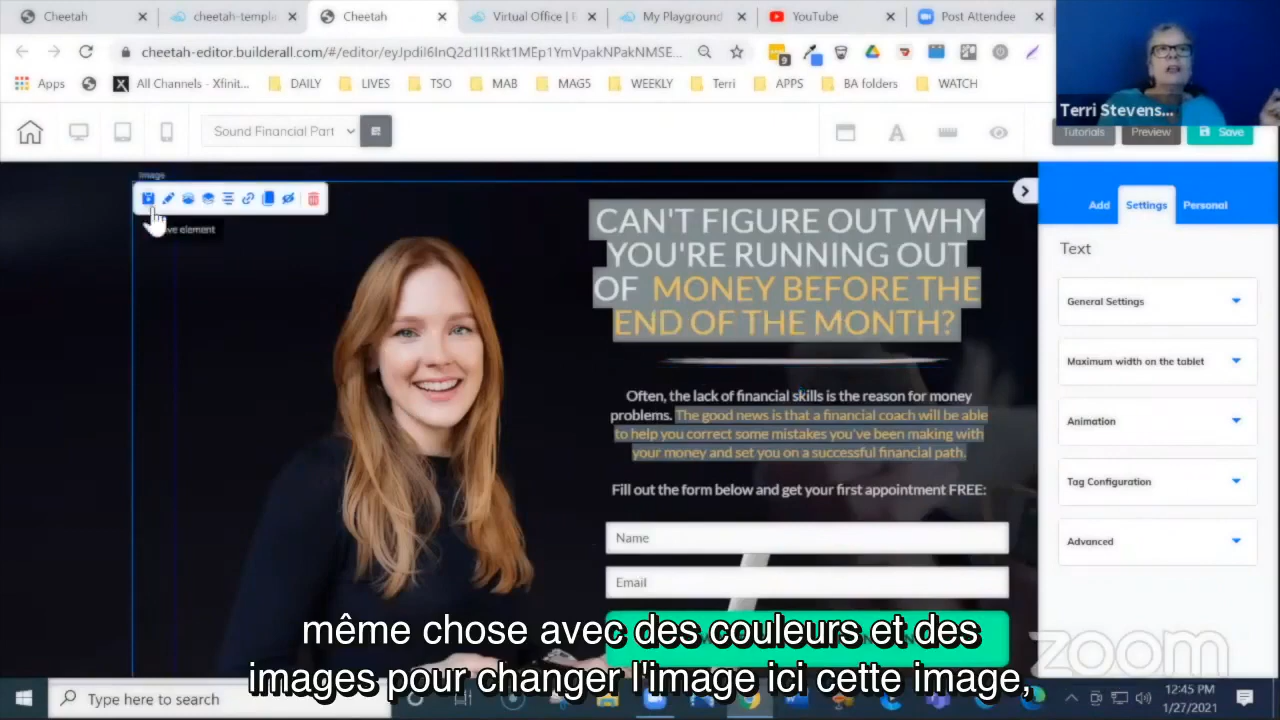 Cheetah
cheetah-templ
Cheetah
Virtual Office | E
My Playground
YouTube
Post Attendee
cheetah-editor.builderall.com/#/editor/eyJpdiI6InQ2d1l1Rkt1MEp1YmVpakNPakNMSE...
Apps
All Channels - Xfinit...
DAILY
LIVES
TSO
MAB
MAG5
WEEKLY
Terri
APPS
BA folders
WATCH
Terri Stevens...
Sound Financial Part
Tutorials
Preview
Save
Image
ve element
Add
Settings
Personal
Text
General Settings
Maximum width on the tablet
Animation
Tag Configuration
Advanced
CAN'T FIGURE OUT WHY
YOU'RE RUNNING OUT
OF MONEY BEFORE THE
END OF THE MONTH?
Often, the lack of financial skills is the reason for money
problems. The good news is that a financial coach will be able
to help you correct some mistakes you've been making with
your money and set you on a successful financial path.
Fill out the form below and get your first appointment FREE:
Name
Email
même chose avec des couleurs et des
images pour changer l'image ici cette image,
zoom
Type here to search
12:45 PM
1/27/2021